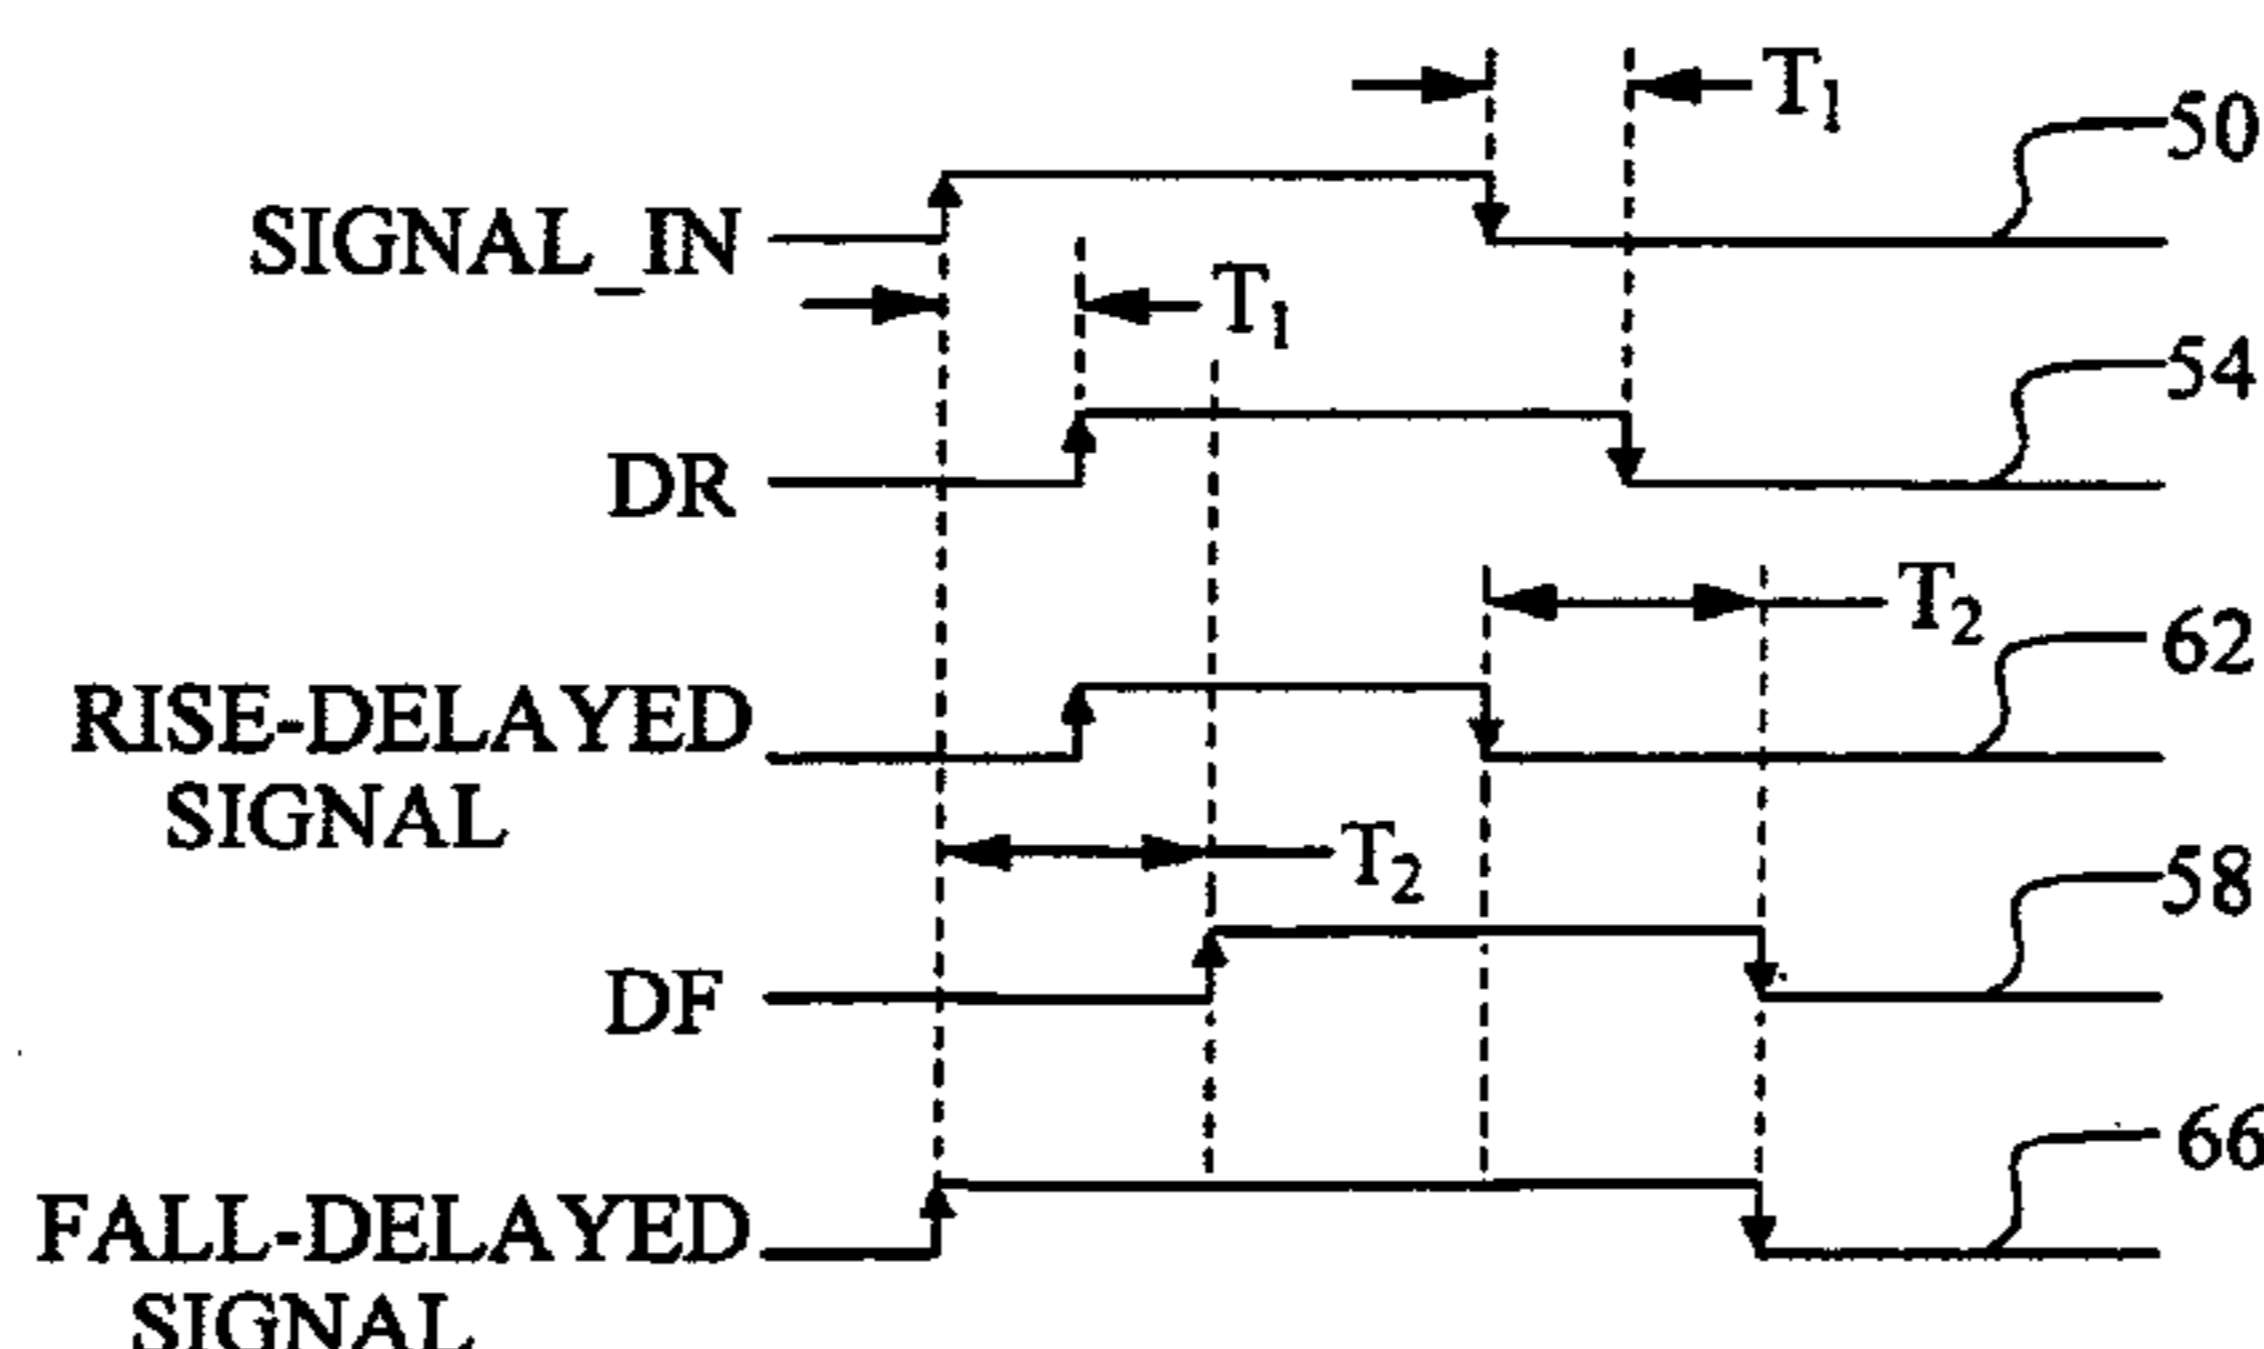 T1
50
SIGNAL_IN
T1
54
DR
T2
62
RISE-DELAYED
SIGNAL
T2
58
DF
66
FALL-DELAYED
SIGNAL